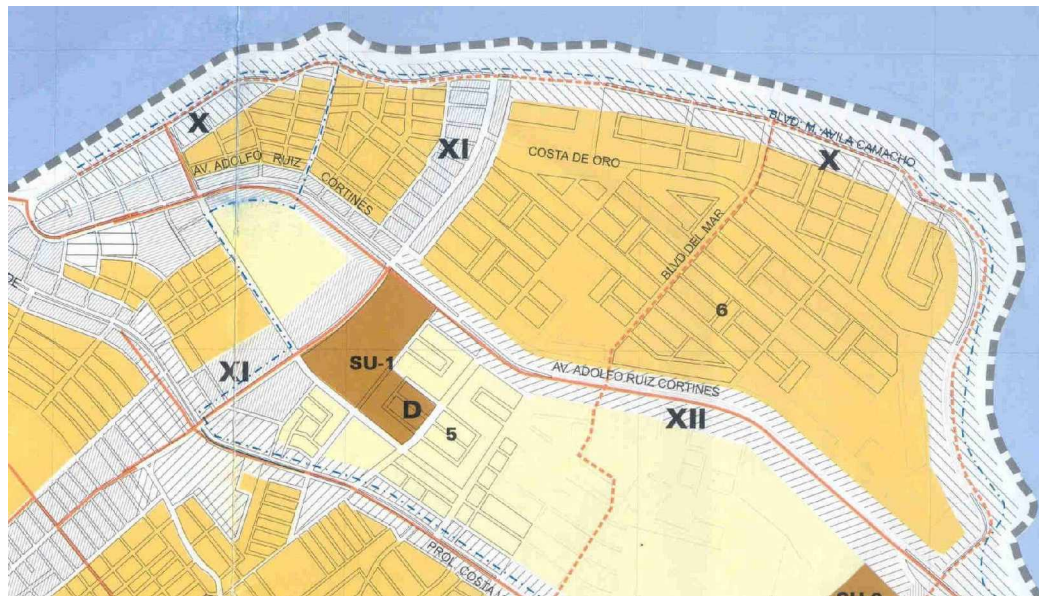 X
AV. ADOLFO RUIZ
CORTINES
XI
COSTA DE ORO
BLVD. M. AVILA CAMACHO
X
BLVD DEL MAR
6
AV. ADOLFO RUIZ CORTINES
XII
SU-1
D
5
XI
DE
PROL. COSTA